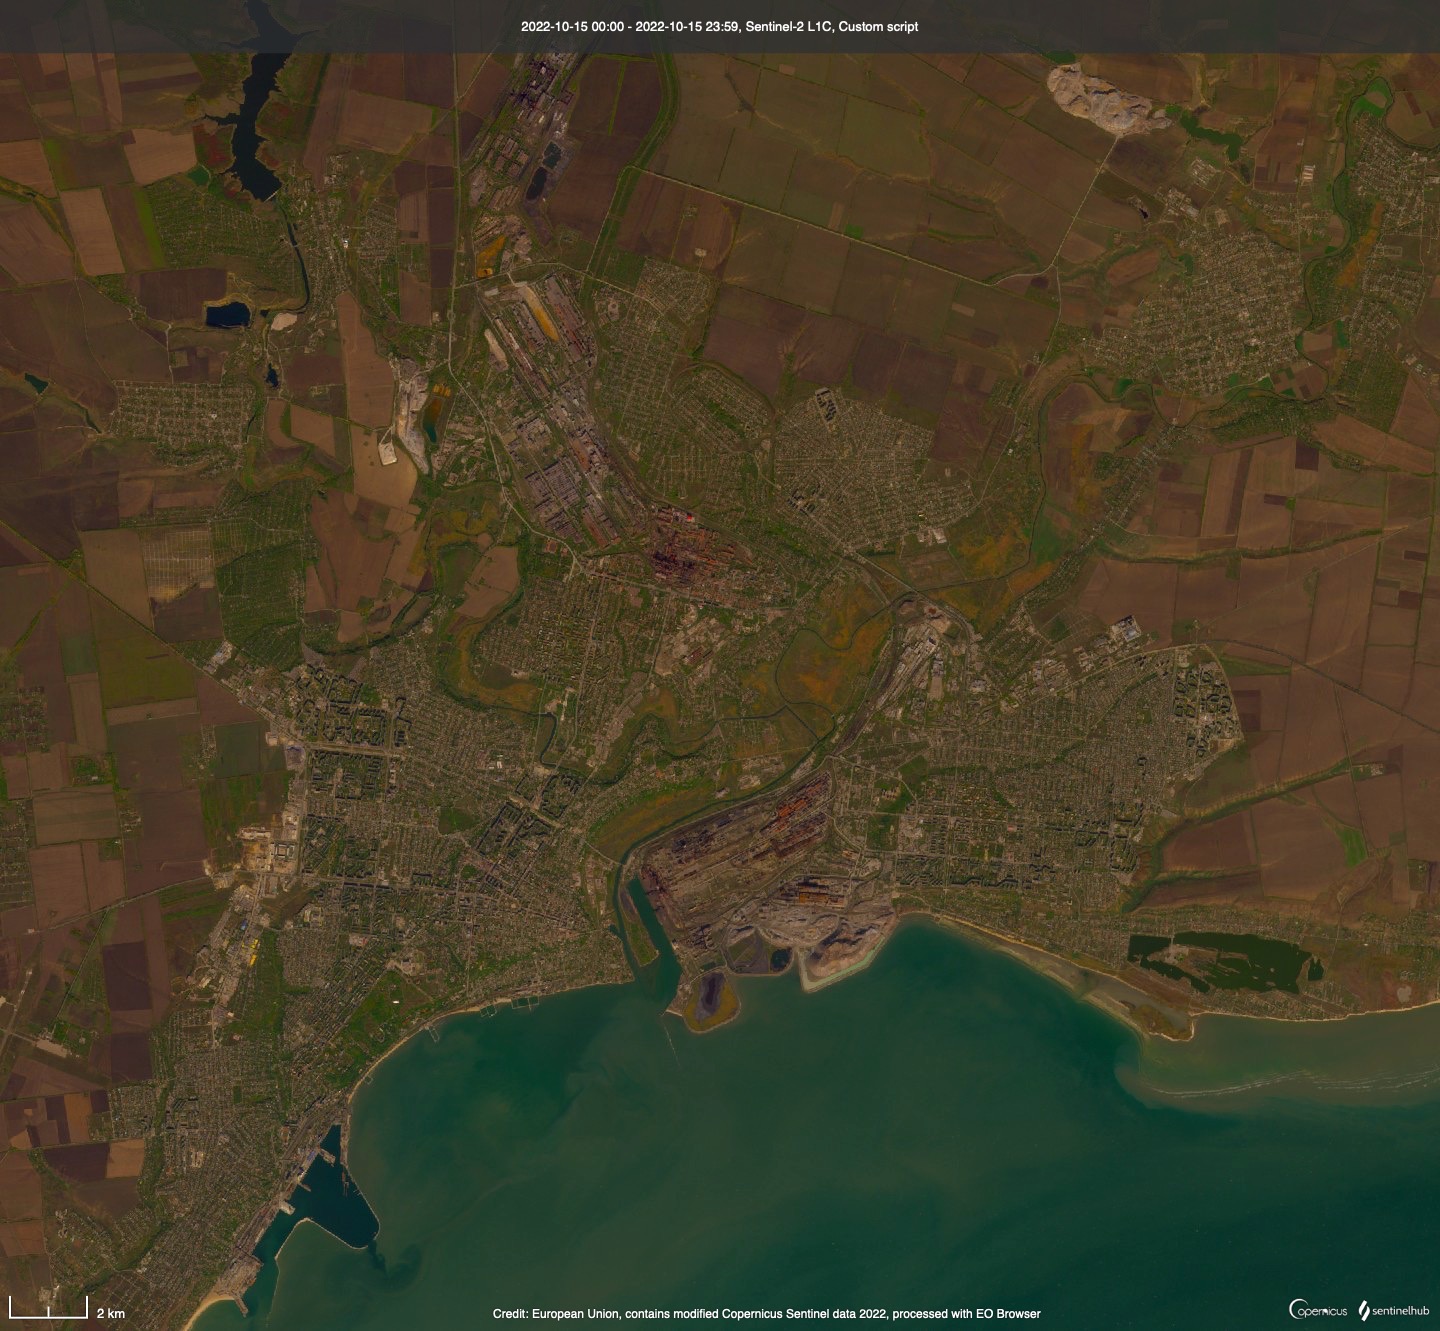 2022-10-15 00:00 - 2022-10-15 23:59, Sentinel-2 L1C, Custom script
2 km
Credit: European Union, contains modified Copernicus Sentinel data 2022, processed with EO Browser
opernicus
sentinelhub